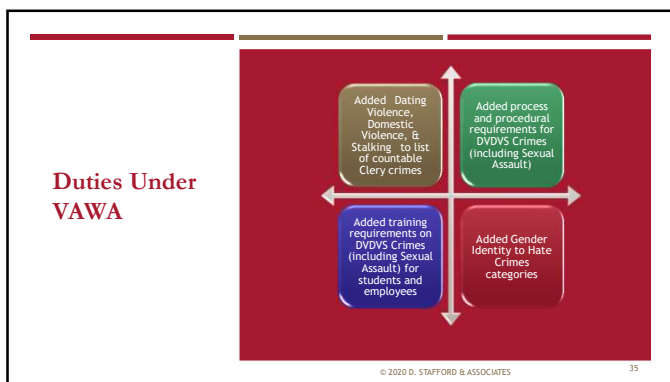 Duties Under
VAWA
Added Dating
Violence,
Domestic
Violence, &
Stalking to list
of countable
Clery crimes
Added process
and procedural
requirements for
DVDVS Crimes
(including Sexual
Assault)
Added training
requirements on
DVDVS Crimes
(including Sexual
Assault) for
students and
employees
Added Gender
Identity to Hate
Crimes
categories
© 2020 D. STAFFORD & ASSOCIATES
35